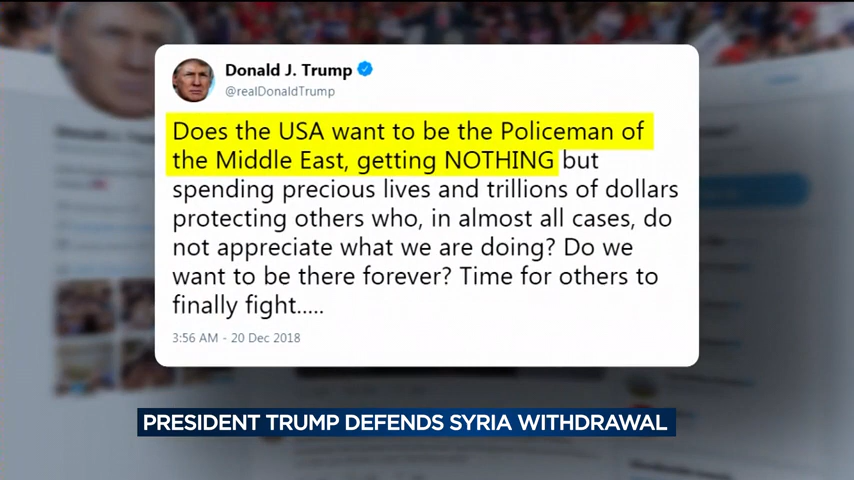 Donald J. Trump
@realDonaldTrump
Does the USA want to be the Policeman of
the Middle East, getting NOTHING but
spending precious lives and trillions of dollars
protecting others who, in almost all cases, do
not appreciate what we are doing? Do we
want to be there forever? Time for others to
finally fight.....
3:56 AM - 20 Dec 2018
PRESIDENT TRUMP DEFENDS SYRIA WITHDRAWAL